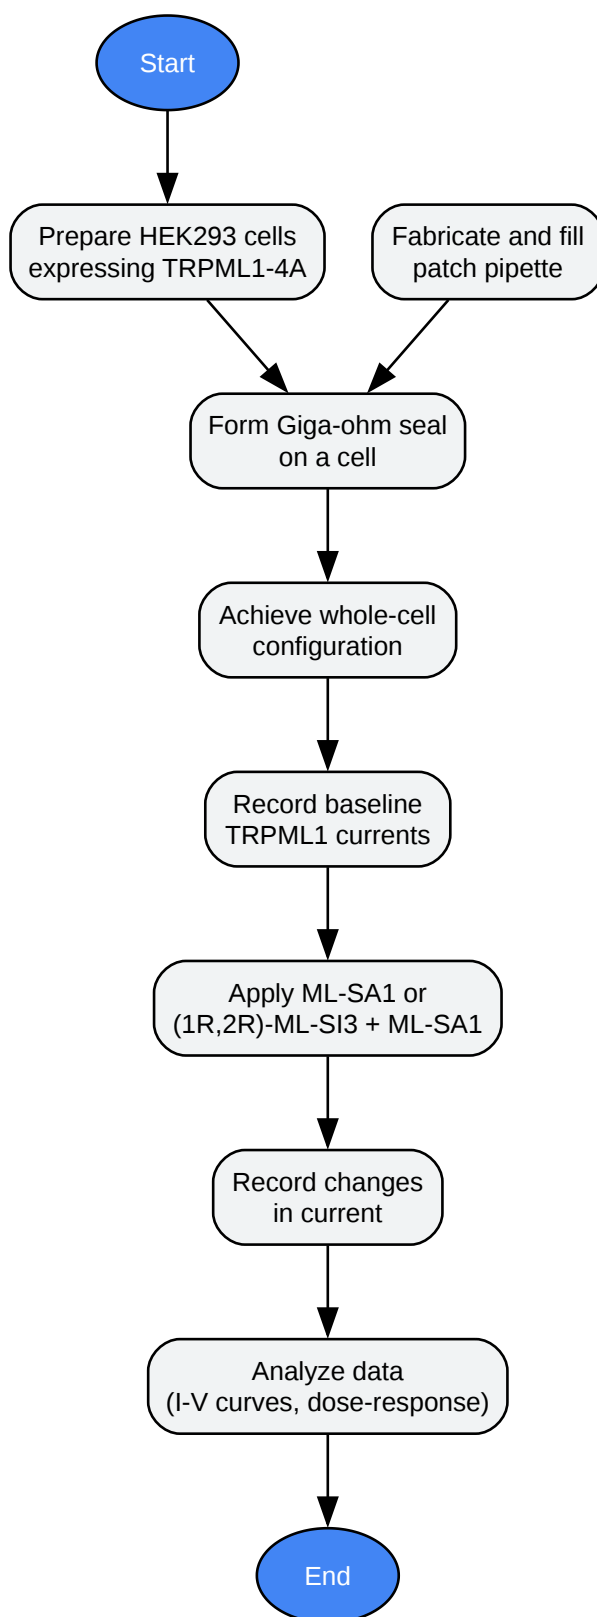 Start
Prepare HEK293 cells
expressing TRPML1-4A
Fabricate and fill
patch pipette
Form Giga-ohm seal
on a cell
Achieve whole-cell
configuration
Record baseline
TRPML1 currents
Apply ML-SA1 or
(1R,2R)-ML-SI3 + ML-SA1
Record changes
in current
Analyze data
(I-V curves, dose-response)
End